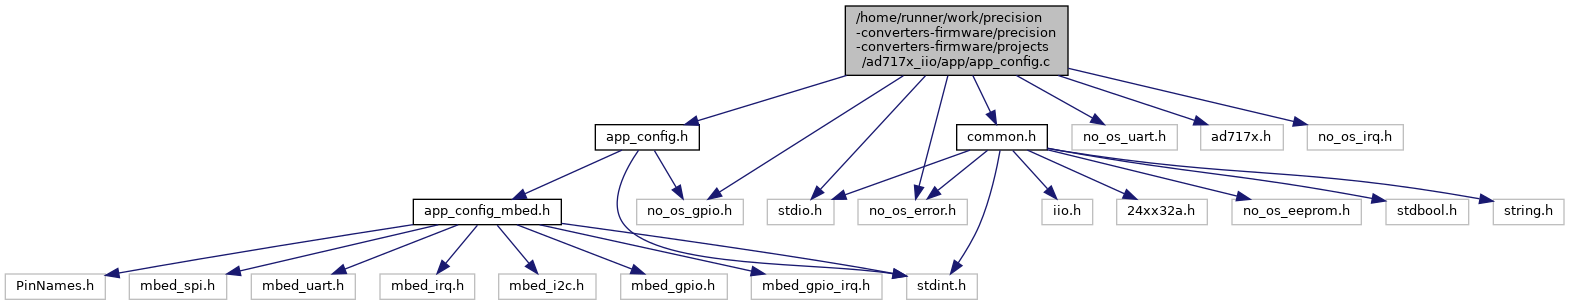 /home/runner/work/precision
-converters-firmware/precision
-converters-firmware/projects
/ad717x_iio/app/app_config.c
app_config.h
common.h
no_os_uart.h
ad717x.h
no_os_irq.h
app_config_mbed.h
no_os_gpio.h
stdio.h
no_os_error.h
iio.h
24xx32a.h
no_os_eeprom.h
stdbool.h
string.h
PinNames.h
mbed_spi.h
mbed_uart.h
mbed_irq.h
mbed_i2c.h
mbed_gpio.h
mbed_gpio_irq.h
stdint.h